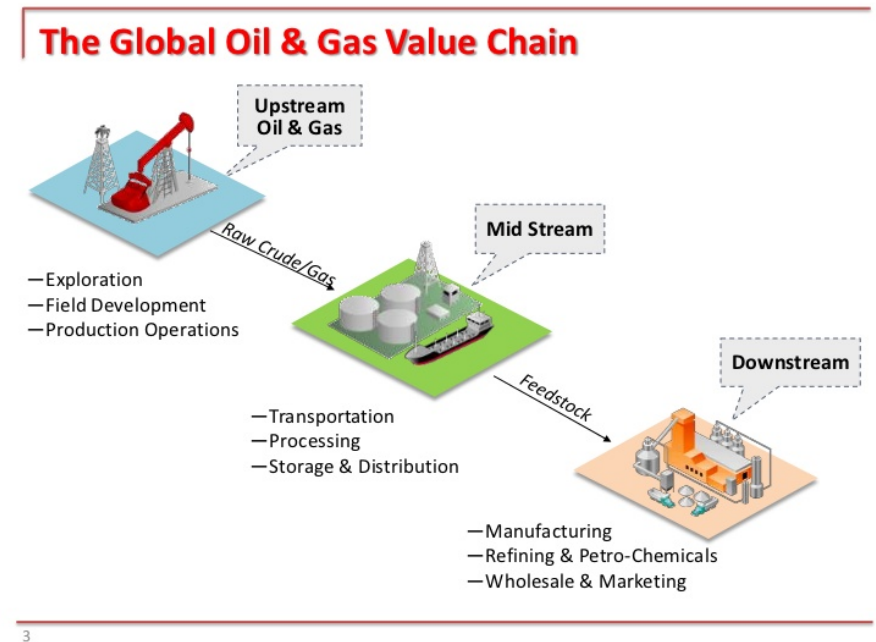 The Global Oil & Gas Value Chain
Upstream
Oil & Gas
Raw Crude/Gas
—Exploration
—Field Development
—Production Operations
Mid Stream
Feedstock
—Transportation
—Processing
—Storage & Distribution
Downstream
—Manufacturing
—Refining & Petro-Chemicals
—Wholesale & Marketing
3